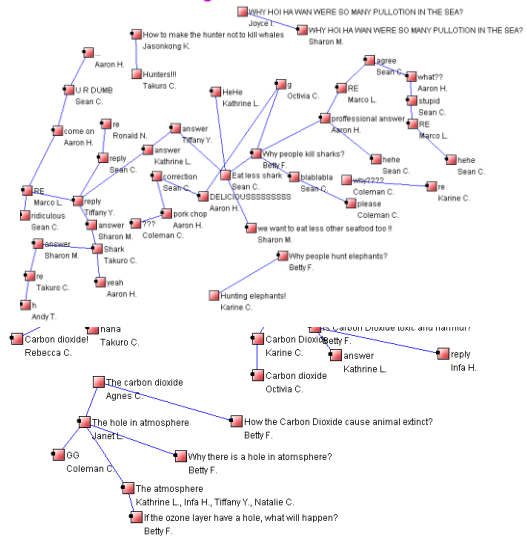 WHY HOI HA WAN WERE SO MANY PULLOTION IN THE SEA?
Joyce I.
WHY HOI HA WAN WERE SO MANY PULLOTION IN THE SEA?
Sharon M.
How to make the hunter not to kill whales
Jasonkong K.
Hunters!!!
Takuro C.
...
Aaron H.
U R DUMB
Sean C.
come on
Aaron H.
re
Ronald N.
reply
Sean C.
answer
Tiffany Y.
answer
Kathrine L.
HeHe
Kathrine L.
g
Octivia C.
agree
Sean C.
RE
Marco L.
what??
Aaron H.
stupid
Sean C.
RE
Marco L.
hehe
Sean C.
proffessional answer
Aaron H.
hehe
Sean C.
Why people kill sharks?
Betty F.
Eat less shark
Sean C.
blablabla
Sean C.
why????
Coleman C.
re
Karine C.
please
Coleman C.
correction
Sean C.
DELICIOUSSSSSSSSS
Aaron H.
pork chop
Aaron H.
???
Coleman C.
RE
Marco L.
ridiculous
Sean C.
reply
Tiffany Y.
answer
Sharon M.
Shark
Takuro C.
yeah
Aaron H.
answer
Sharon M.
re
Takuro C.
h
Andy T.
we want to eat less other seafood too !!
Sharon M.
Why people hunt elephants?
Betty F.
Hunting elephants!
Karine C.
Carbon dioxide!
Rebecca C.
Takuro C.
Carbon Dioxide
Karine C.
Carbon dioxide
Octivia C.
Is Carbon Dioxide toxic and harmful?
Betty F.
answer
Kathrine L.
reply
Infa H.
The carbon dioxide
Agnes C.
The hole in atmosphere
Janet L.
How the Carbon Dioxide cause animal extinct?
Betty F.
GG
Coleman C.
Why there is a hole in atomsphere?
Betty F.
The atmosphere
Kathrine L., Infa H., Tiffany Y., Natalie C.
If the ozone layer have a hole, what will happen?
Betty F.